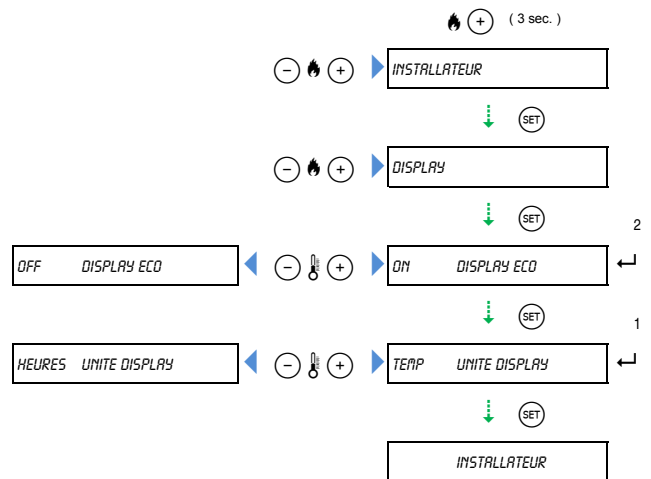 + ( 3 sec. )
- + INSTALLATEUR
SET
- + DISPLAY
SET
2
OFF DISPLAY ECO - + ON DISPLAY ECO
SET
1
HEURES UNITE DISPLAY - + TEMP UNITE DISPLAY
SET
INSTALLATEUR